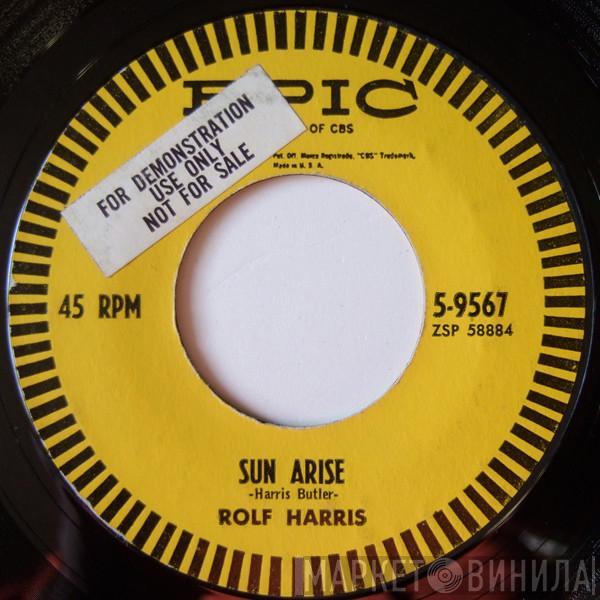 EPIC
OF CBS
Pat. Off. Marca Registrada. "CBS" Trademark.
Made in U. S. A.
FOR DEMONSTRATION
USE ONLY
NOT FOR SALE
45 RPM
5-9567
ZSP 58884
SUN ARISE
-Harris Butler-
ROLF HARRIS
МАРКЕТ ВИНИЛА